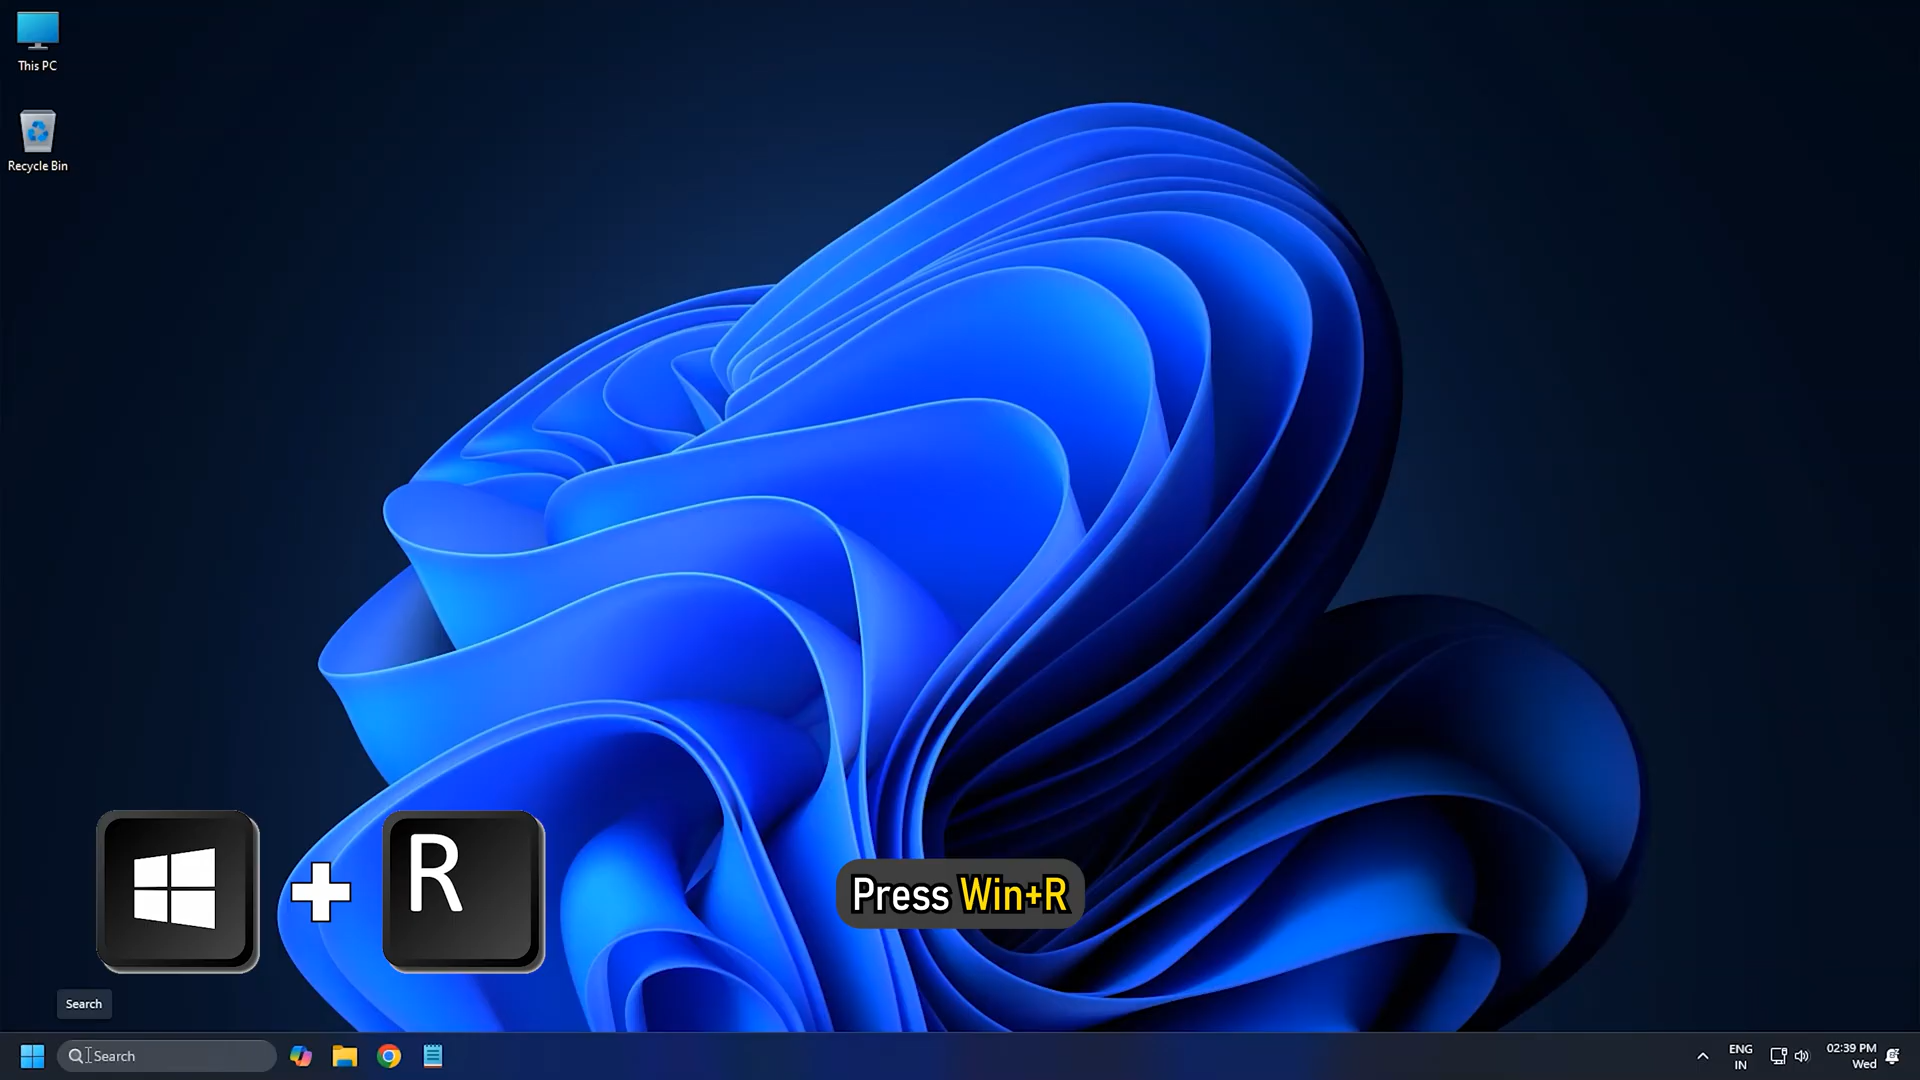 This PC
Recycle Bin
R
Press Win+R
Search
Search
ENG
IN
02:39 PM
Wed